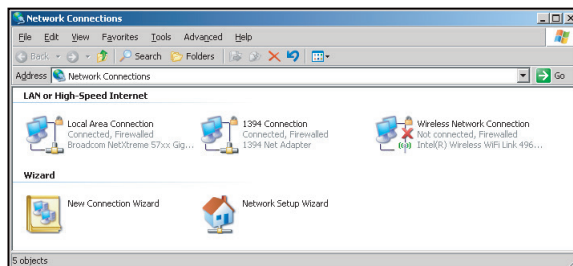 Network Connections
File Edit View Favorites Tools Advanced Help
Back Search Folders
Address Network Connections Go
LAN or High-Speed Internet
Local Area Connection
Connected, Firewalled
Broadcom NetXtreme 57xx Gig...
1394 Connection
Connected, Firewalled
1394 Net Adapter
Wireless Network Connection
Not connected, Firewalled
Intel(R) Wireless WiFi Link 496...
Wizard
New Connection Wizard
Network Setup Wizard
5 objects